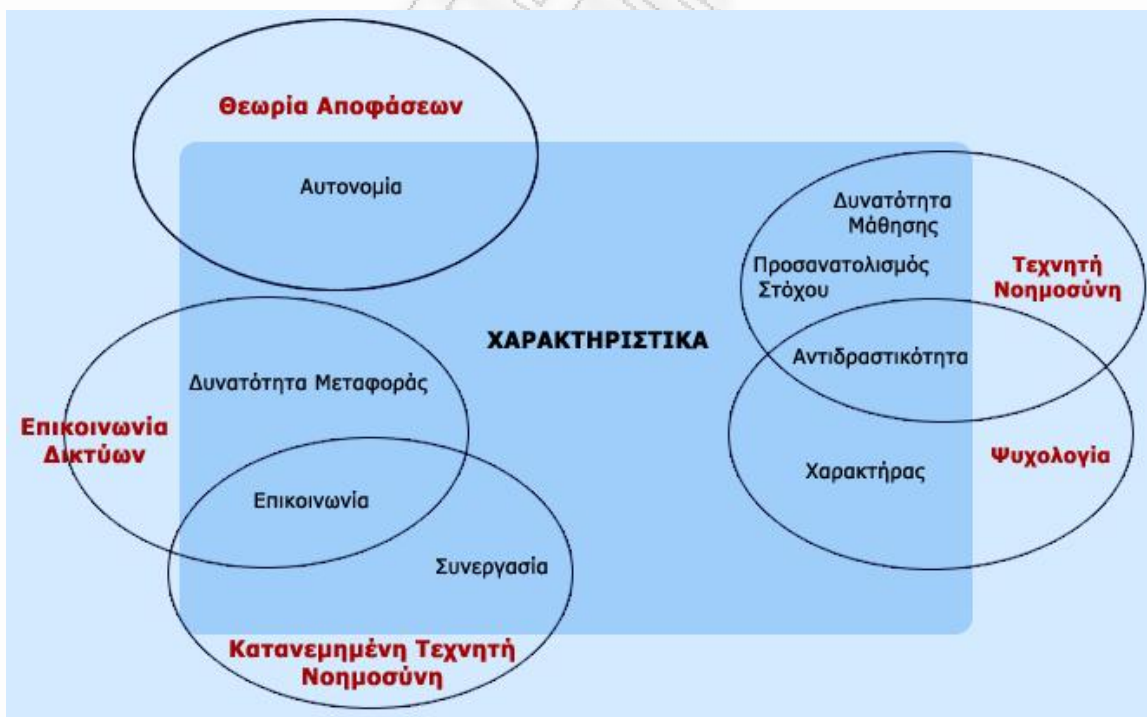 Θεωρία Αποφάσεων
Αυτονομία
Δυνατότητα
Μάθησης
Προσανατολισμός
Στόχου
Τεχνητή
Νοημοσύνη
ΧΑΡΑΚΤΗΡΙΣΤΙΚΑ
Αντιδραστικότητα
Δυνατότητα Μεταφοράς
Επικοινωνία
Δικτύων
Χαρακτήρας
Ψυχολογία
Επικοινωνία
Συνεργασία
Κατανεμημένη Τεχνητή
Νοημοσύνη